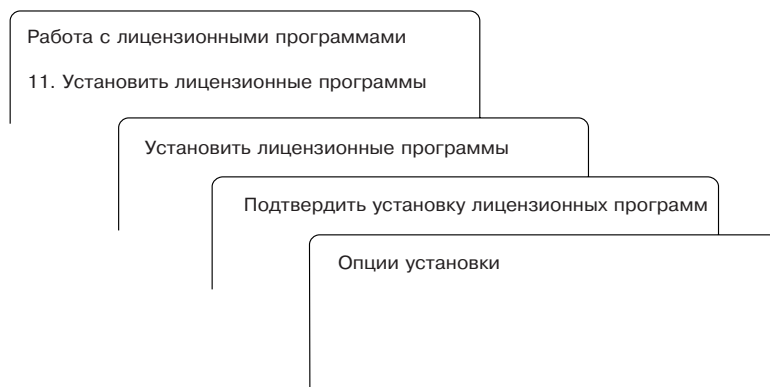 Работа с лицензионными программами
11. Установить лицензионные программы
Установить лицензионные программы
Подтвердить установку лицензионных программ
Опции установки